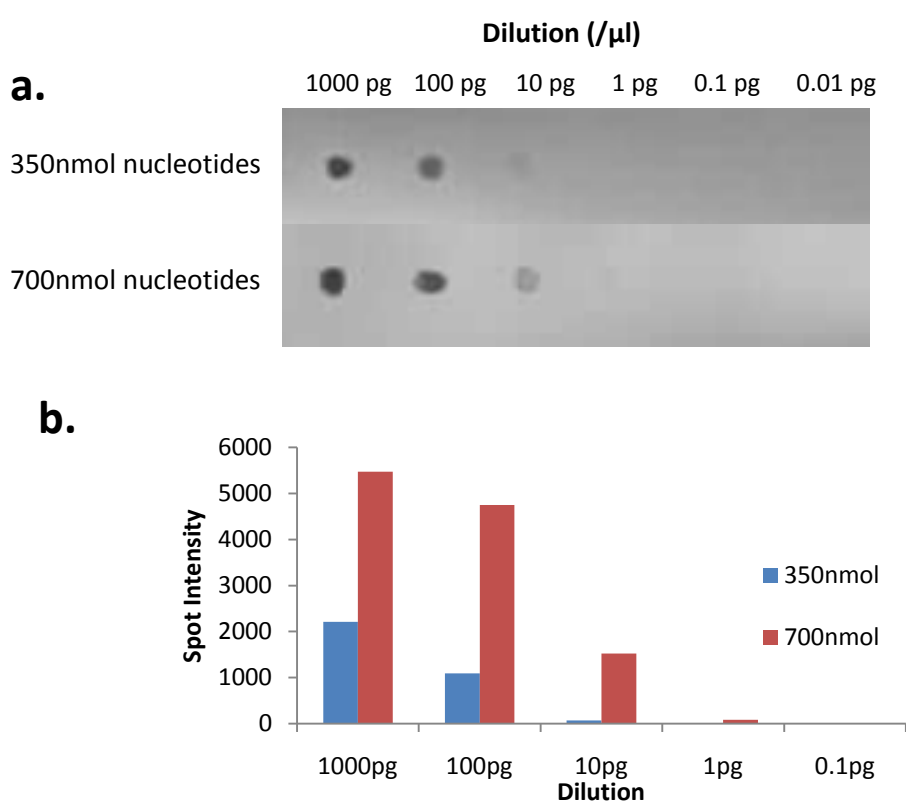 Dilution (/µl)
a.
1000 pg 100 pg 10 pg 1 pg 0.1 pg 0.01 pg
350nmol nucleotides
700nmol nucleotides
b.
6000
5000
4000
3000
2000
1000
0
Spot Intensity
350nmol
700nmol
1000pg 100pg 10pg 1pg 0.1pg
Dilution